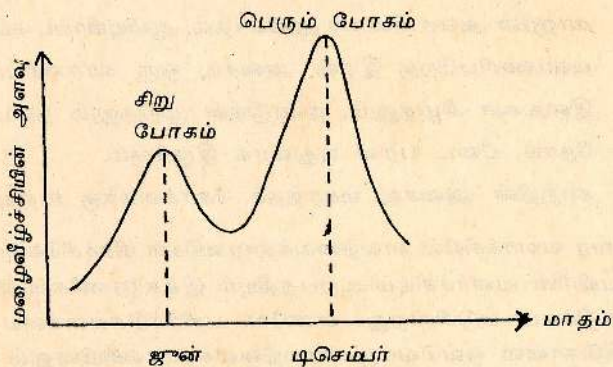 பெரும் போகம்
சிறு
போகம்
மழைவீழ்ச்சியின் அளவு
மாதம்
ஜுன்
டிசெம்பர்